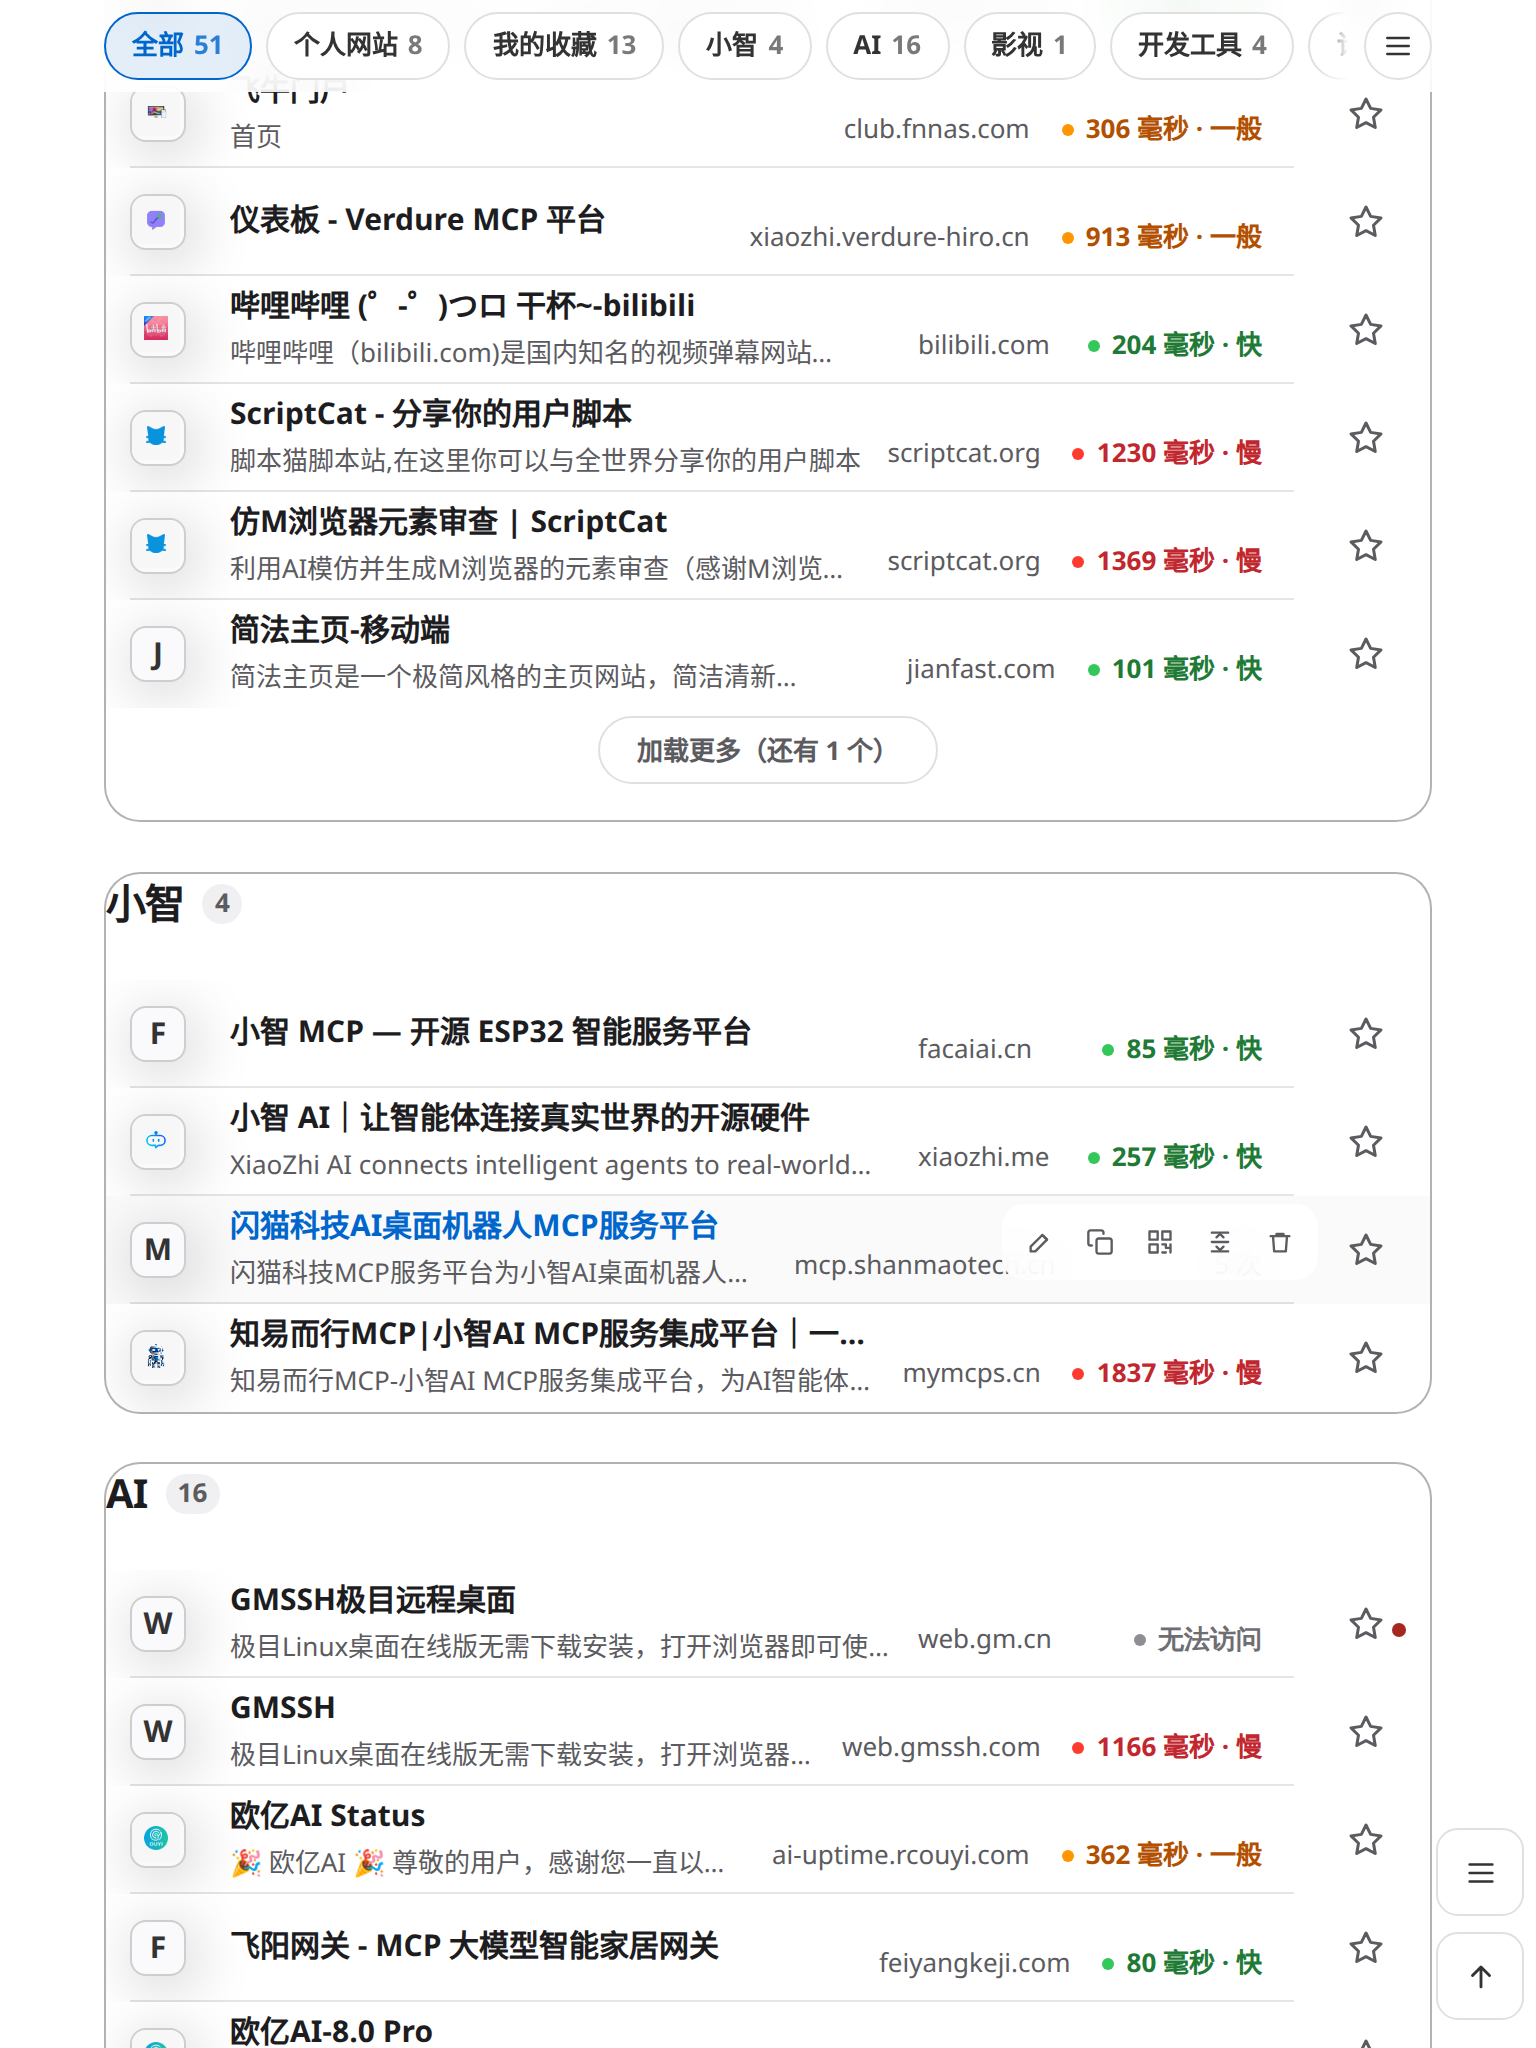 全部 51
个人网站 8
我的收藏 13
小智 4
AI 16
影视 1
开发工具 4
首页
club.fnnas.com
306 毫秒 · 一般
仪表板 - Verdure MCP 平台
xiaozhi.verdure-hiro.cn
913 毫秒 · 一般
哔哩哔哩 (゜-゜)つロ 干杯~-bilibili
哔哩哔哩（bilibili.com)是国内知名的视频弹幕网站...
bilibili.com
204 毫秒 · 快
ScriptCat - 分享你的用户脚本
脚本猫脚本站,在这里你可以与全世界分享你的用户脚本
scriptcat.org
1230 毫秒 · 慢
仿M浏览器元素审查 | ScriptCat
利用AI模仿并生成M浏览器的元素审查（感谢M浏览...
scriptcat.org
1369 毫秒 · 慢
J
简法主页-移动端
简法主页是一个极简风格的主页网站，简洁清新...
jianfast.com
101 毫秒 · 快
加载更多（还有 1 个）
小智 4
F
小智 MCP — 开源 ESP32 智能服务平台
facaiai.cn
85 毫秒 · 快
小智 AI｜让智能体连接真实世界的开源硬件
XiaoZhi AI connects intelligent agents to real-world...
xiaozhi.me
257 毫秒 · 快
M
闪猫科技AI桌面机器人MCP服务平台
闪猫科技MCP服务平台为小智AI桌面机器人...
mcp.shanmaotech.cn
5 次
知易而行MCP|小智AI MCP服务集成平台｜一...
知易而行MCP-小智AI MCP服务集成平台，为AI智能体...
mymcps.cn
1837 毫秒 · 慢
AI 16
W
GMSSH极目远程桌面
极目Linux桌面在线版无需下载安装，打开浏览器即可使...
web.gm.cn
无法访问
W
GMSSH
极目Linux桌面在线版无需下载安装，打开浏览器...
web.gmssh.com
1166 毫秒 · 慢
欧亿AI Status
🎉 欧亿AI 🎉 尊敬的用户，感谢您一直以...
ai-uptime.rcouyi.com
362 毫秒 · 一般
F
飞阳网关 - MCP 大模型智能家居网关
feiyangkeji.com
80 毫秒 · 快
欧亿AI-8.0 Pro